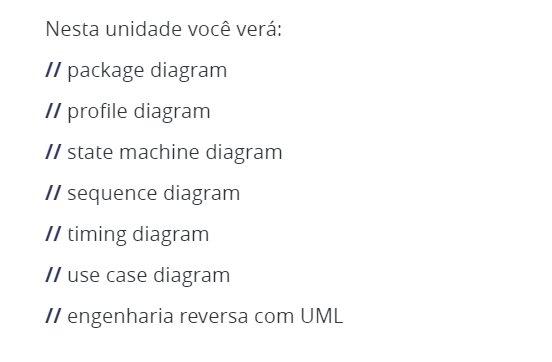 Nesta unidade você verá:
// package diagram
// profile diagram
// state machine diagram
// sequence diagram
// timing diagram
// use case diagram
// engenharia reversa com UML